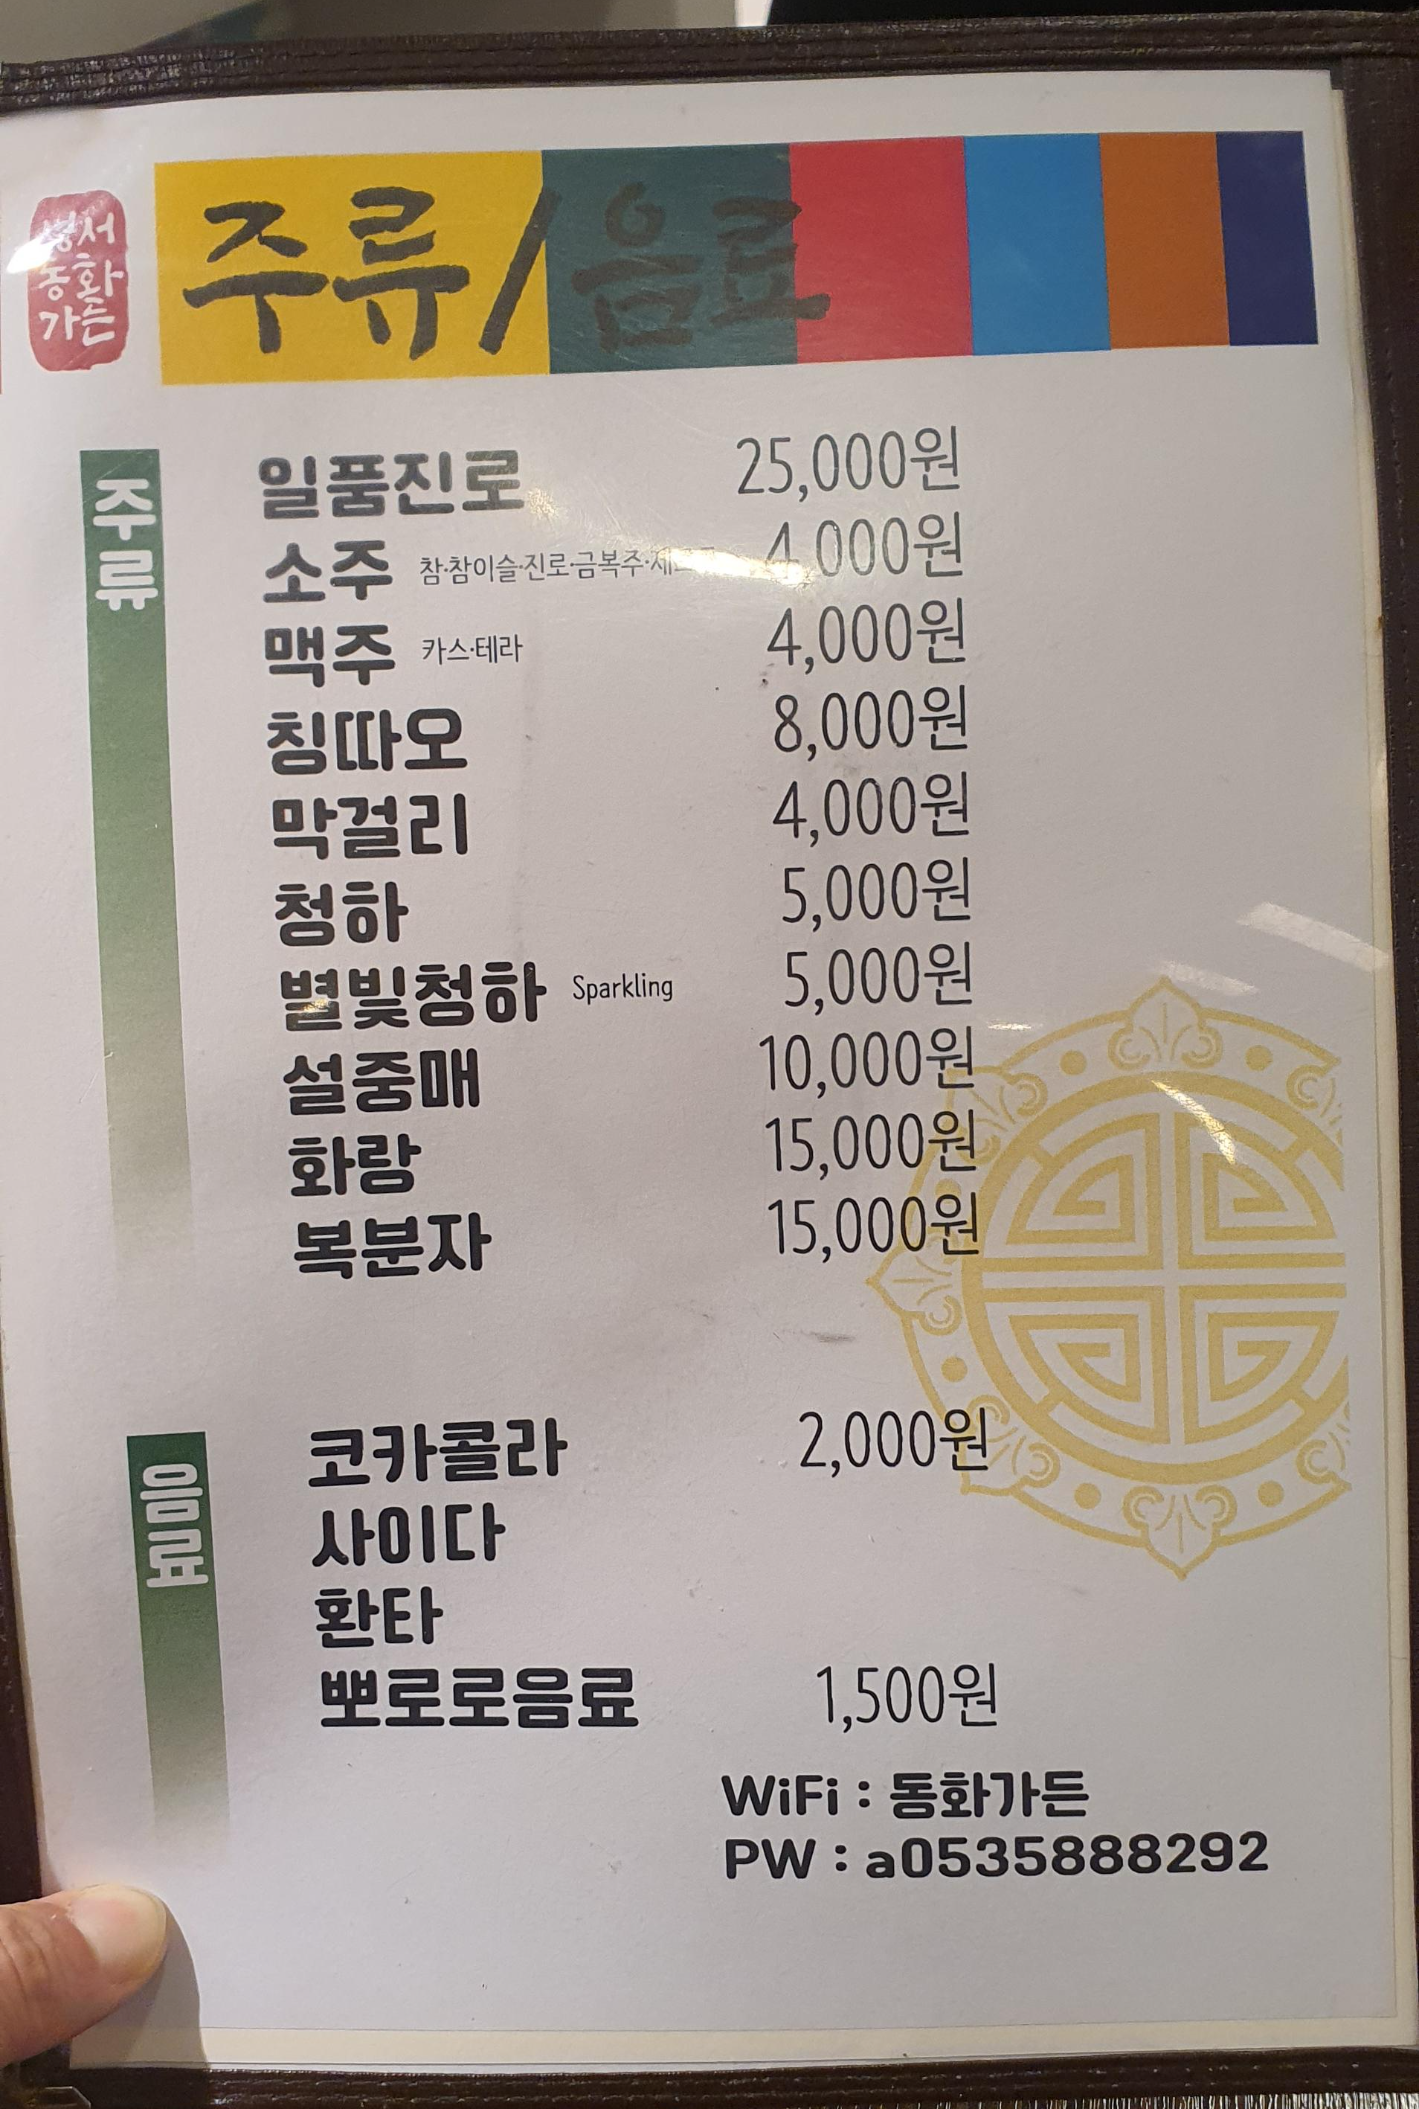 서
동화
가든
주류/음료
주류
일품진로 25,000원
소주 참·참이슬·진로·금복주· 4,000원
맥주 카스·테라 4,000원
칭따오 8,000원
막걸리 4,000원
청하 5,000원
별빛청하 Sparkling 5,000원
설중매 10,000원
화랑 15,000원
복분자 15,000원
음료
코카콜라 2,000원
사이다
환타
뽀로로음료 1,500원
WiFi : 동화가든
PW : a0535888292